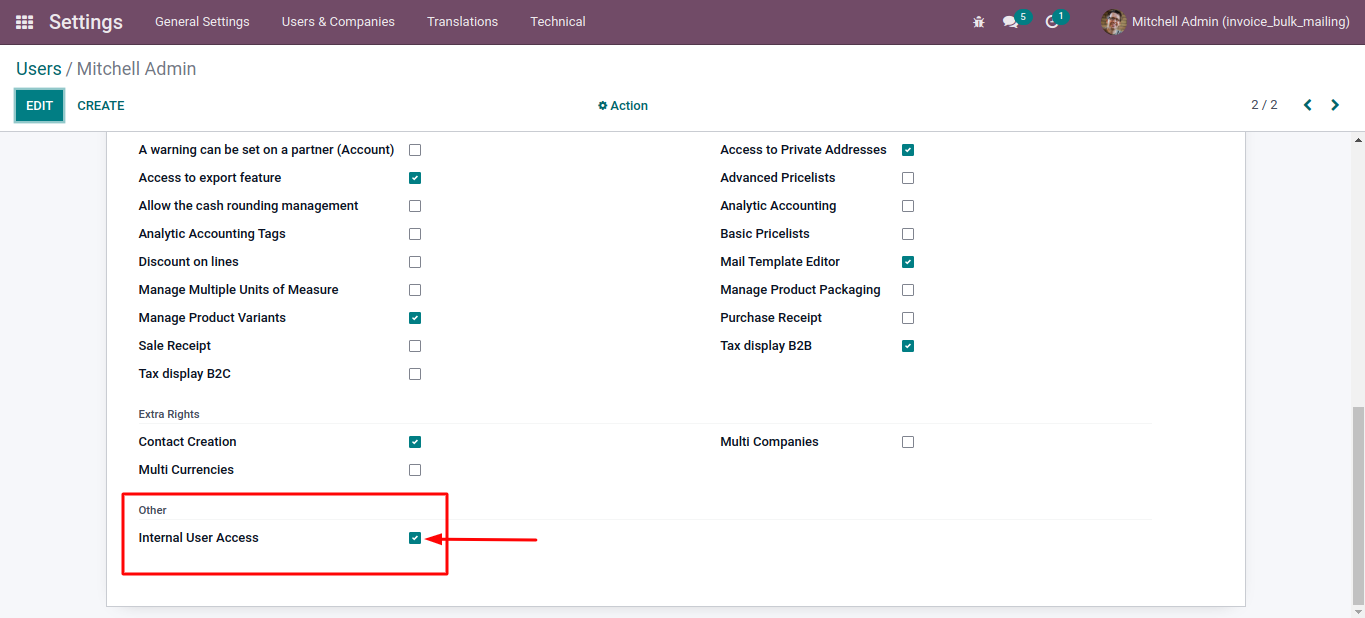 Settings General Settings Users & Companies Translations Technical 5 1 Mitchell Admin (invoice_bulk_mailing)
Users / Mitchell Admin
EDIT CREATE Action 2 / 2
A warning can be set on a partner (Account) Access to Private Addresses
Access to export feature Advanced Pricelists
Allow the cash rounding management Analytic Accounting
Analytic Accounting Tags Basic Pricelists
Discount on lines Mail Template Editor
Manage Multiple Units of Measure Manage Product Packaging
Manage Product Variants Purchase Receipt
Sale Receipt Tax display B2B
Tax display B2C
Extra Rights
Contact Creation Multi Companies
Multi Currencies
Other
Internal User Access